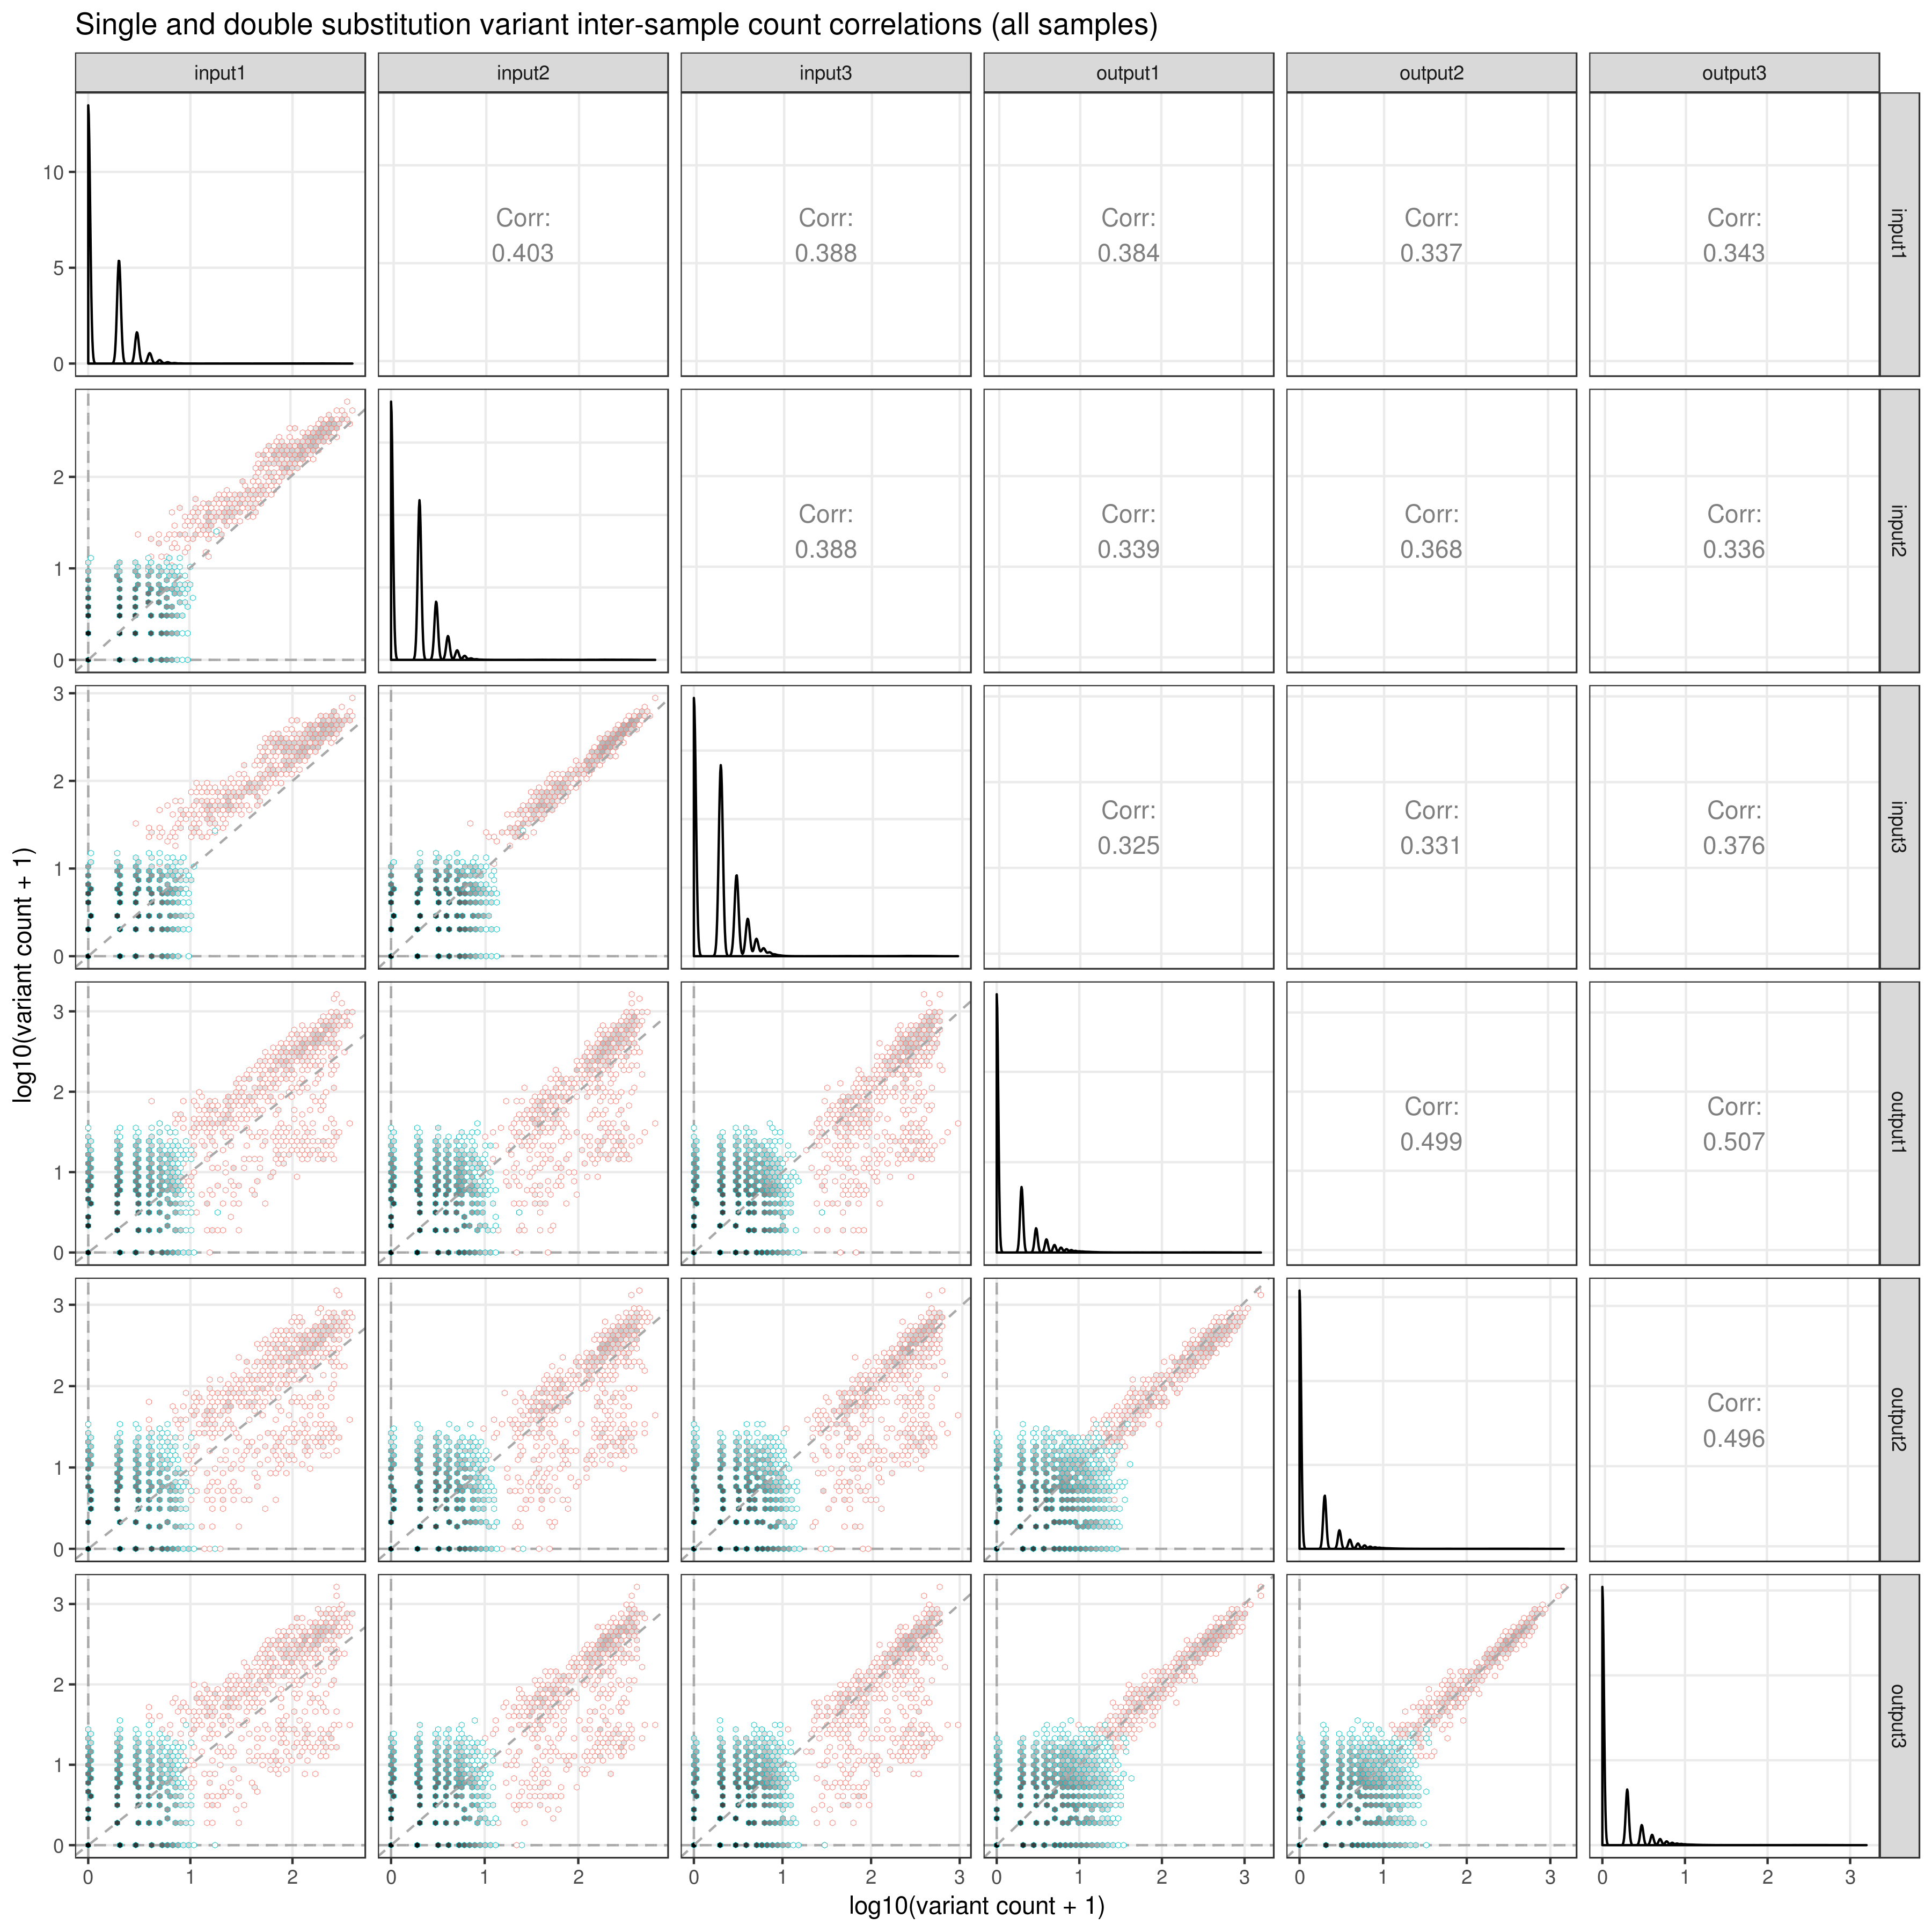 Single and double substitution variant inter-sample count correlations (all samples)
input1 input2 input3 output1 output2 output3
10
5
0
Corr:
0.403
Corr:
0.388
Corr:
0.384
Corr:
0.337
Corr:
0.343
input1
2
1
0
Corr:
0.388
Corr:
0.339
Corr:
0.368
Corr:
0.336
input2
3
2
1
0
Corr:
0.325
Corr:
0.331
Corr:
0.376
input3
log10(variant count + 1)
3
2
1
0
Corr:
0.499
Corr:
0.507
output1
3
2
1
0
Corr:
0.496
output2
3
2
1
0
output3
0 1 2 0 1 2 0 1 2 3 0 1 2 3 0 1 2 3 0 1 2 3
log10(variant count + 1)